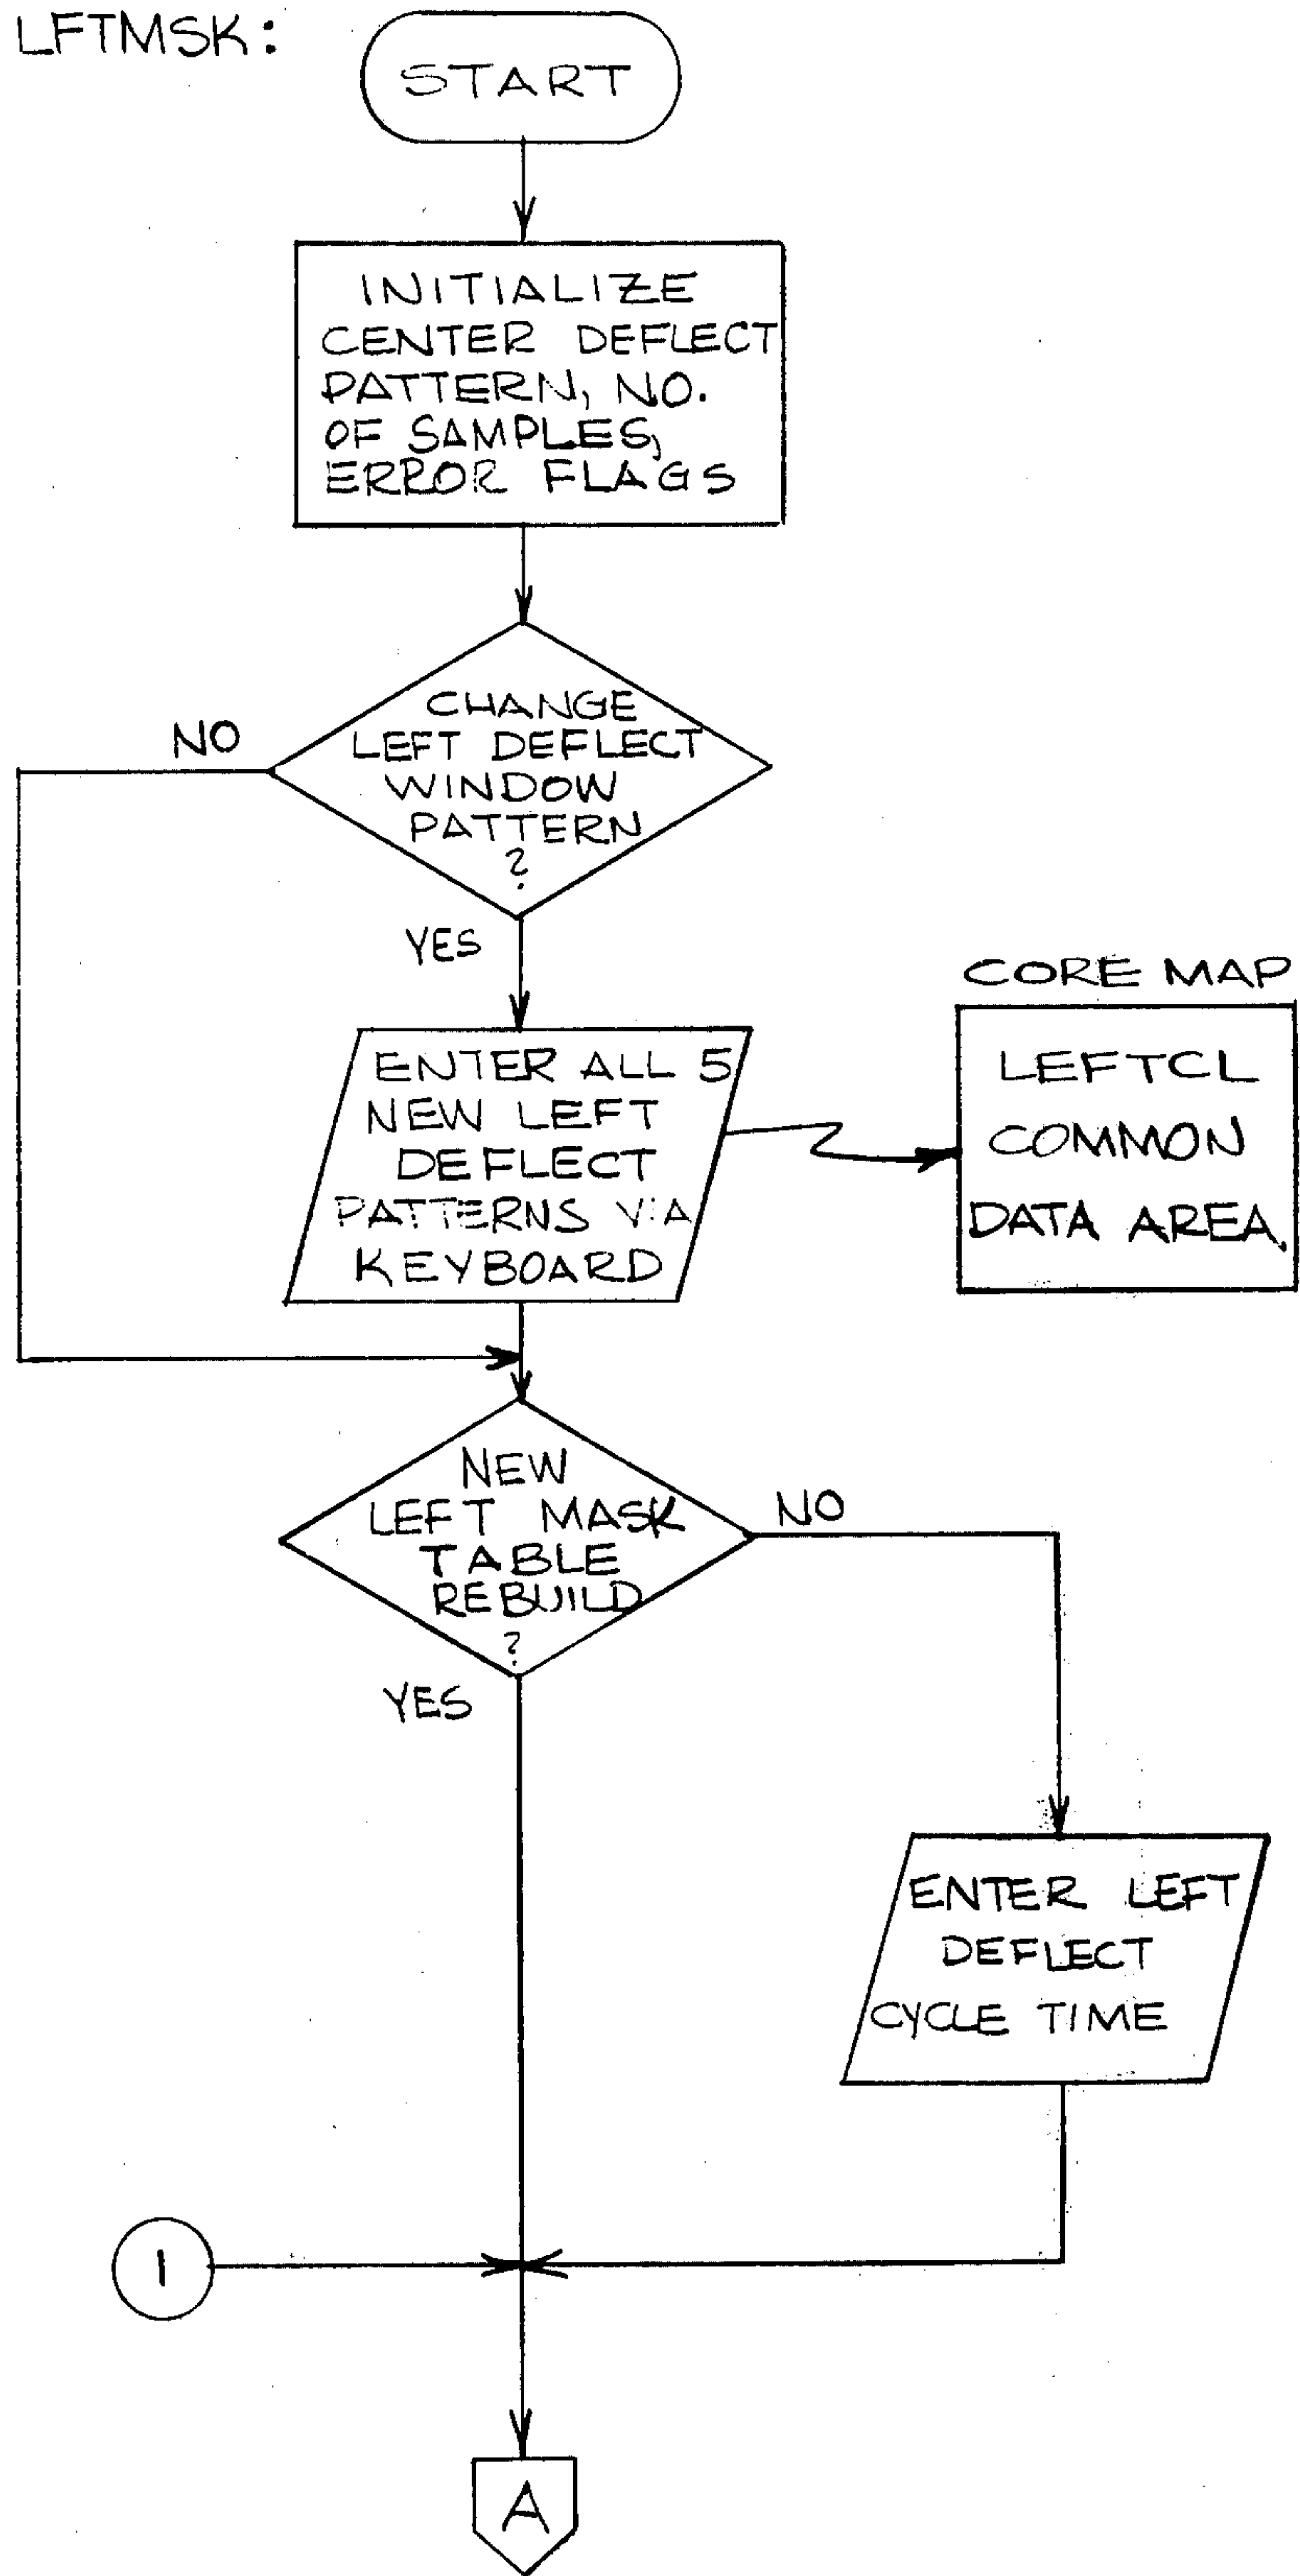 LFTMSK:
START
INITIALIZE
CENTER DEFLECT
PATTERN, NO.
OF SAMPLES,
ERROR FLAGS
CHANGE
LEFT DEFLECT
WINDOW
PATTERN
?
NO
YES
ENTER ALL 5
NEW LEFT
DEFLECT
PATTERNS VIA
KEYBOARD
CORE MAP
LEFTCL
COMMON
DATA AREA.
NEW
LEFT MASK
TABLE
REBUILD
?
NO
YES
ENTER LEFT
DEFLECT
CYCLE TIME
1
A